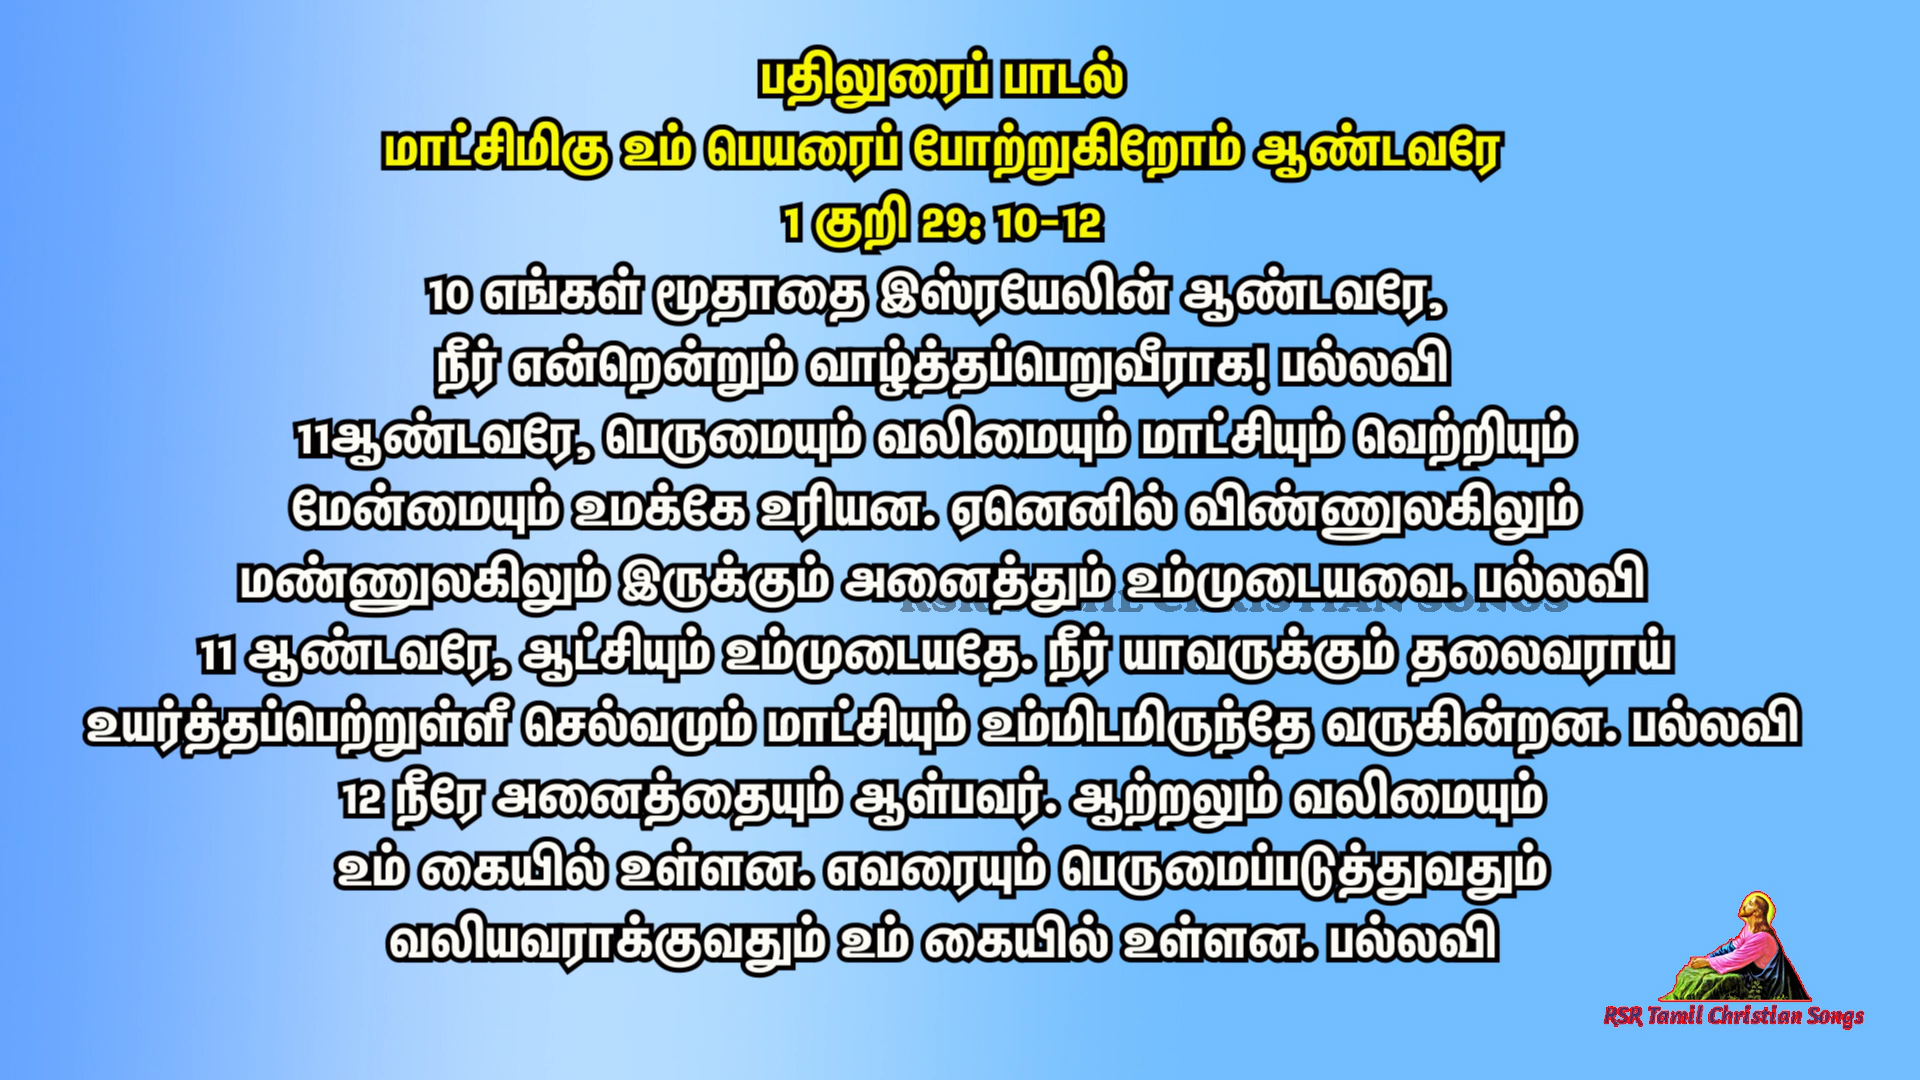 பதிலுரைப் பாடல்
மாட்சிமிகு உம் பெயரைப் போற்றுகிறோம் ஆண்டவரே
1 குறி 29: 10-12
10 எங்கள் மூதாதை இஸ்ரயேலின் ஆண்டவரே,
நீர் என்றென்றும் வாழ்த்தப்பெறுவீராக! பல்லவி
11ஆண்டவரே, பெருமையும் வலிமையும் மாட்சியும் வெற்றியும்
மேன்மையும் உமக்கே உரியன. ஏனெனில் விண்ணுலகிலும்
மண்ணுலகிலும் இருக்கும் அனைத்தும் உம்முடையவை. பல்லவி
RSR TAMIL CHRISTIAN SONGS
11 ஆண்டவரே, ஆட்சியும் உம்முடையதே. நீர் யாவருக்கும் தலைவராய்
உயர்த்தப்பெற்றுள்ளீ செல்வமும் மாட்சியும் உம்மிடமிருந்தே வருகின்றன. பல்லவி
12 நீரே அனைத்தையும் ஆள்பவர். ஆற்றலும் வலிமையும்
உம் கையில் உள்ளன. எவரையும் பெருமைப்படுத்துவதும்
வலியவராக்குவதும் உம் கையில் உள்ளன. பல்லவி
RSR Tamil Christian Songs